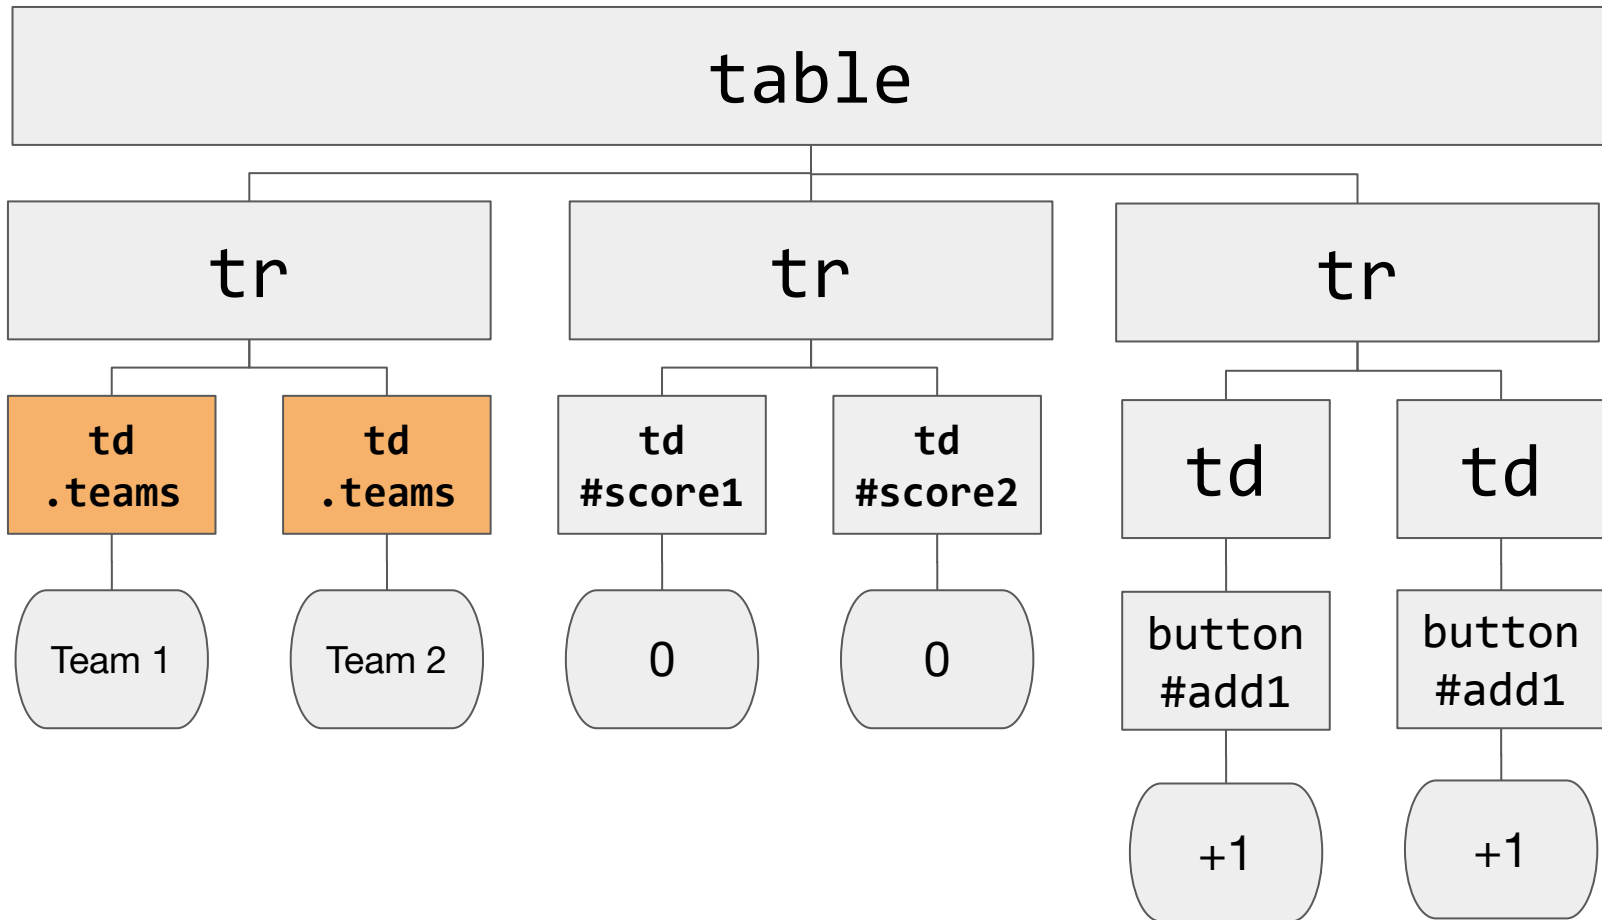 table
tr
tr
tr
td
.teams
td
.teams
td
#score1
td
#score2
td
td
Team 1
Team 2
0
0
button
#add1
button
#add1
+1
+1